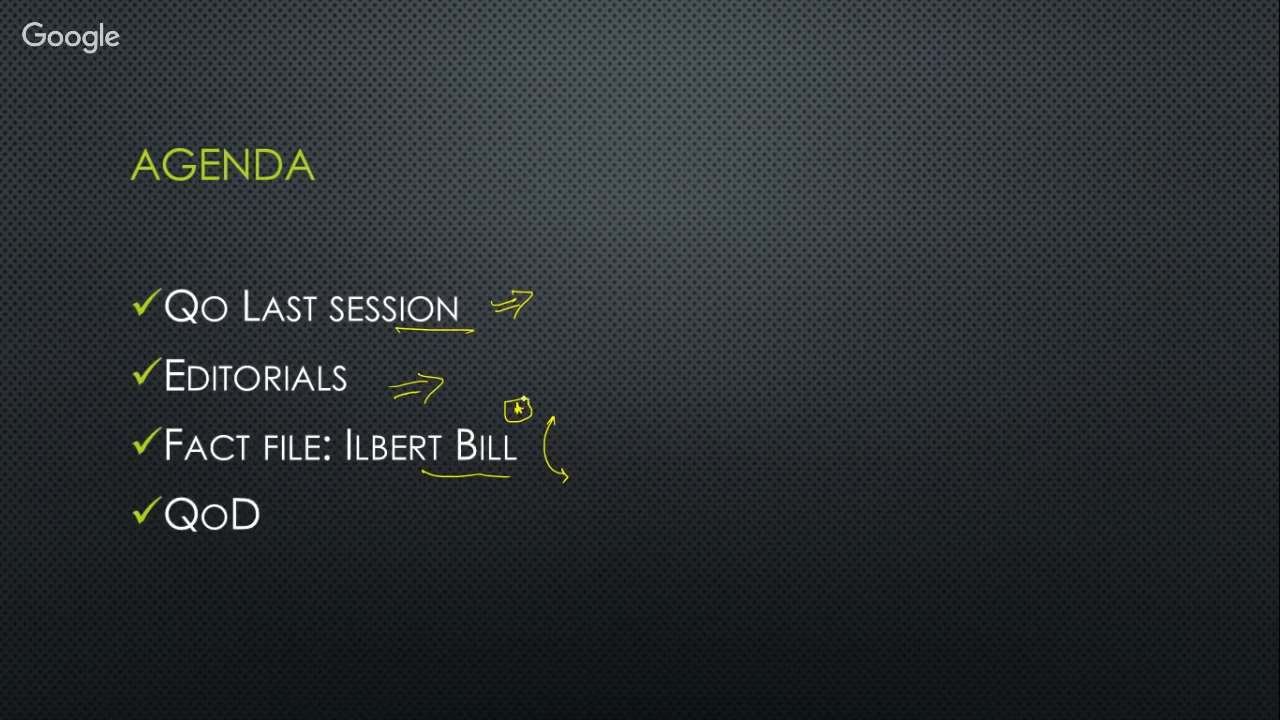 Google
AGENDA
Qo Last session
Editorials
Fact file: Ilbert Bill
QoD